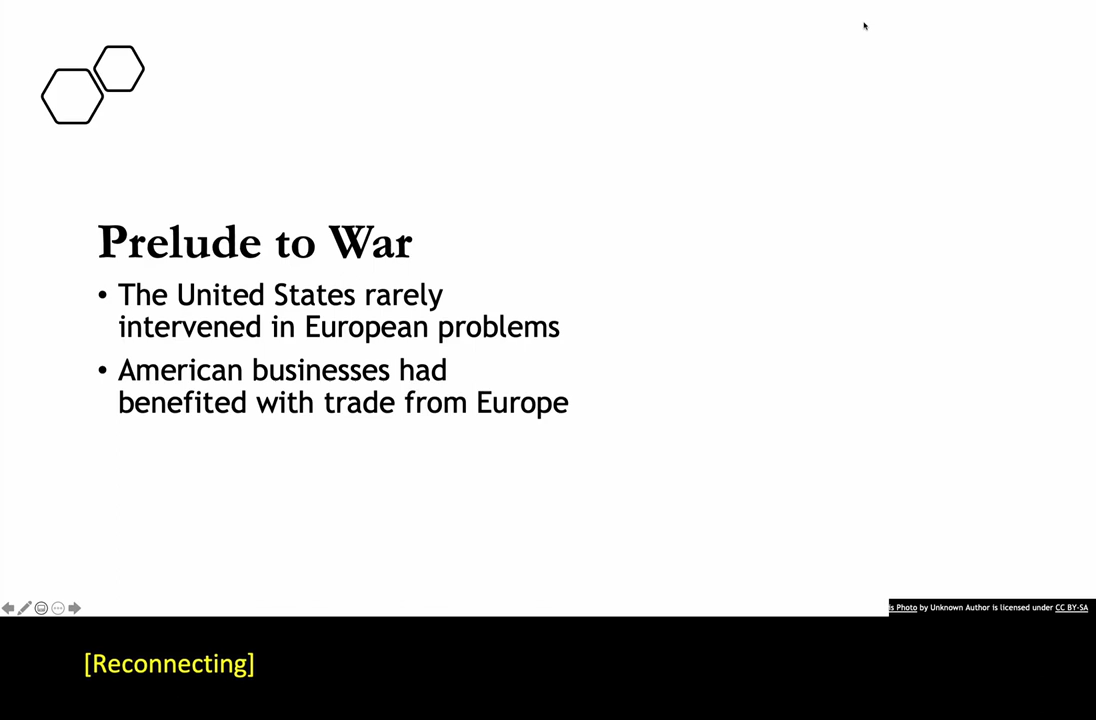 Prelude to War
• The United States rarely
intervened in European problems
• American businesses had
benefited with trade from Europe
is Photo by Unknown Author is licensed under CC BY-SA
[Reconnecting]